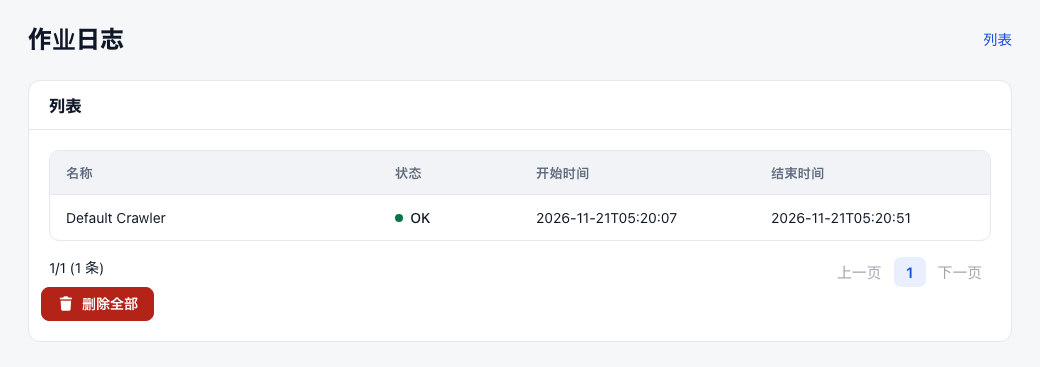 作业日志
列表
列表
名称 状态 开始时间 结束时间
Default Crawler OK 2026-11-21T05:20:07 2026-11-21T05:20:51
1/1 (1 条)
上一页 1 下一页
删除全部